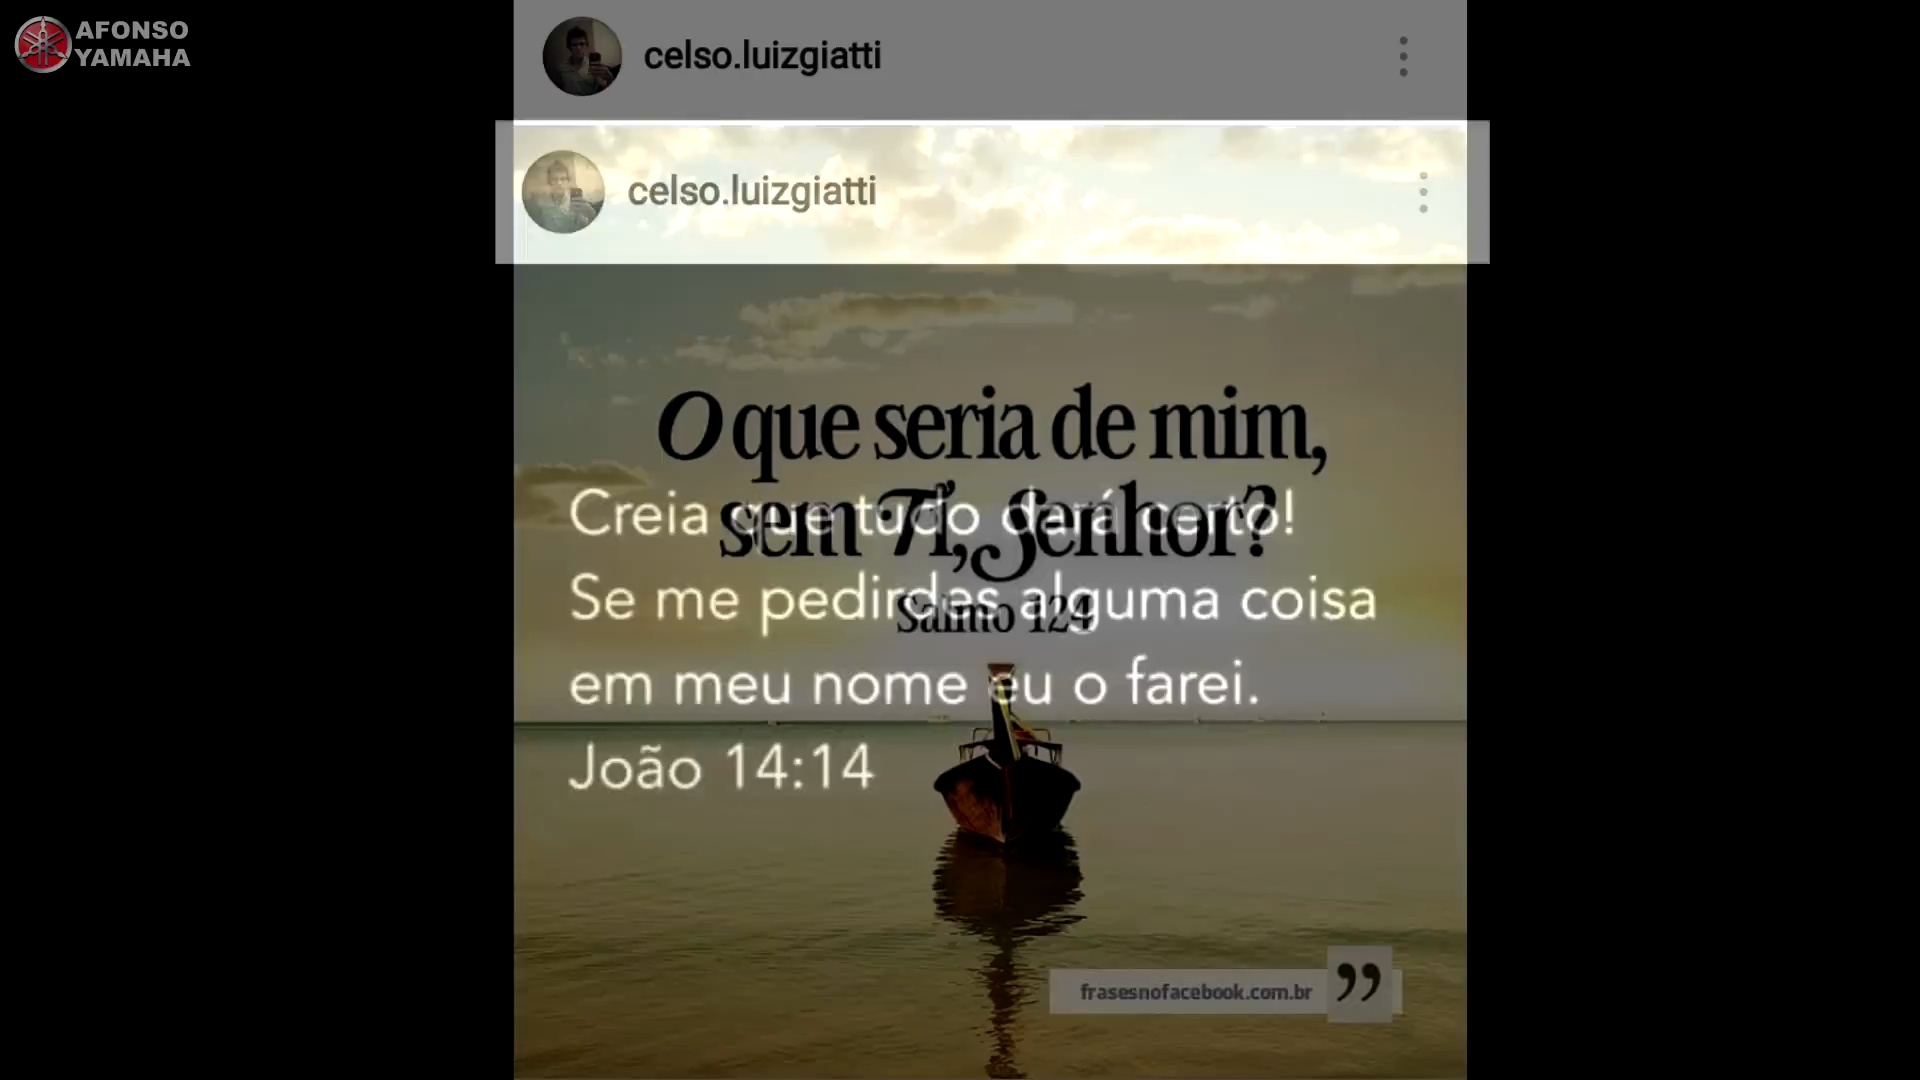 AFONSO
YAMAHA
celso.luizgiatti
celso.luizgiatti
O que seria de mim,
sem Ti, Senhor?
Salmo 124
Creia que tudo dará certo!
Se me pedirdes alguma coisa
em meu nome eu o farei.
João 14:14
frasesnofacebook.com.br